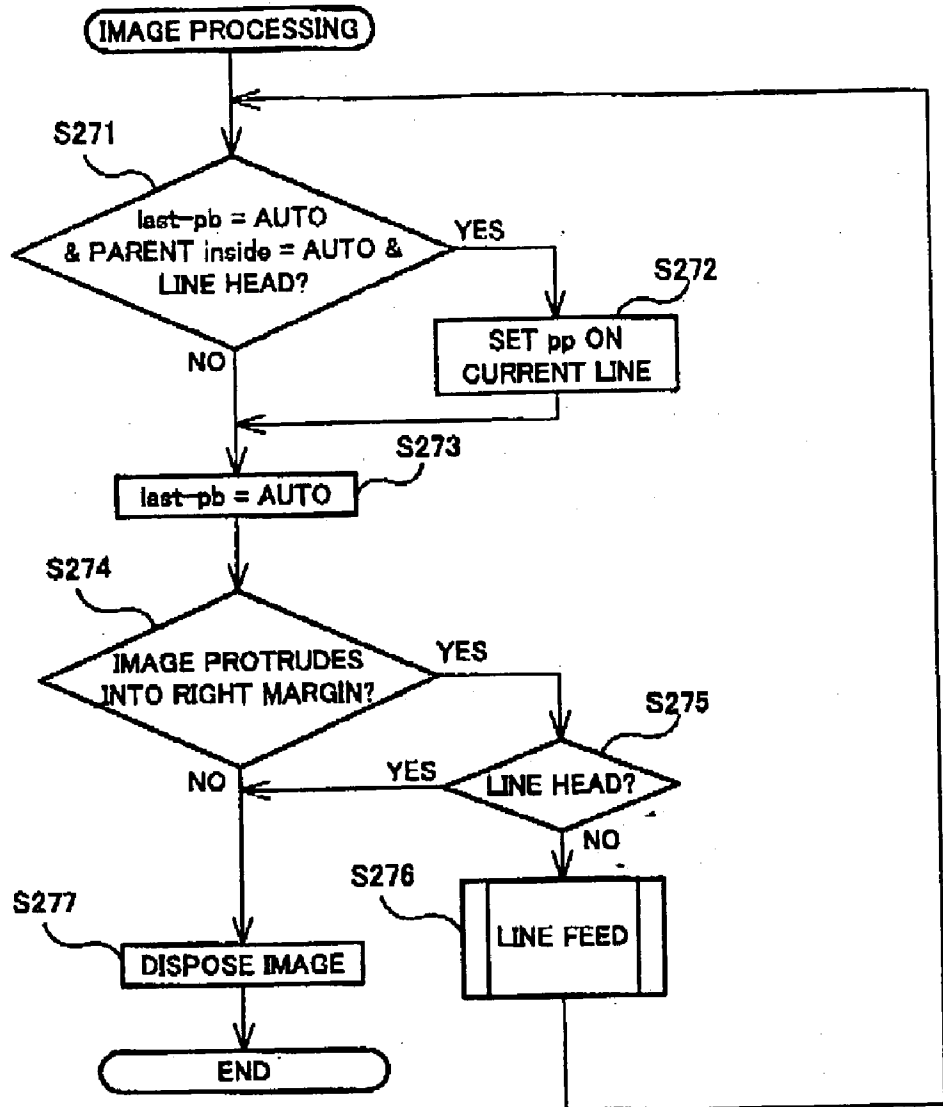 IMAGE PROCESSING
S271
last-pb = AUTO
& PARENT inside = AUTO &
LINE HEAD?
YES
NO
S272
SET pp ON
CURRENT LINE
S273
last-pb = AUTO
S274
IMAGE PROTRUDES
INTO RIGHT MARGIN?
YES
NO
S275
LINE HEAD?
YES
NO
S276
LINE FEED
S277
DISPOSE IMAGE
END